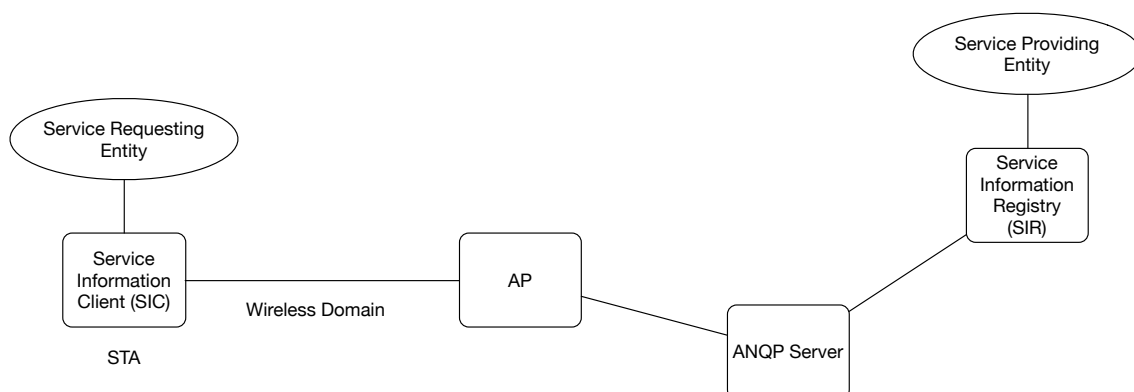 Service Providing
Entity
Service Requesting
Entity
Service
Information
Registry
(SIR)
Service
Information
Client (SIC)
AP
Wireless Domain
ANQP Server
STA